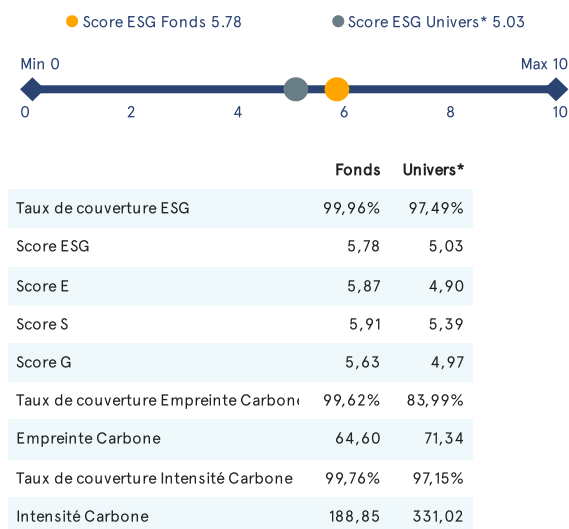 Score ESG Fonds 5.78 Score ESG Univers* 5.03
Min 0 Max 10
0 2 4 6 8 10
Fonds Univers*
Taux de couverture ESG 99,96% 97,49%
Score ESG 5,78 5,03
Score E 5,87 4,90
Score S 5,91 5,39
Score G 5,63 4,97
Taux de couverture Empreinte Carbone 99,62% 83,99%
Empreinte Carbone 64,60 71,34
Taux de couverture Intensité Carbone 99,76% 97,15%
Intensité Carbone 188,85 331,02